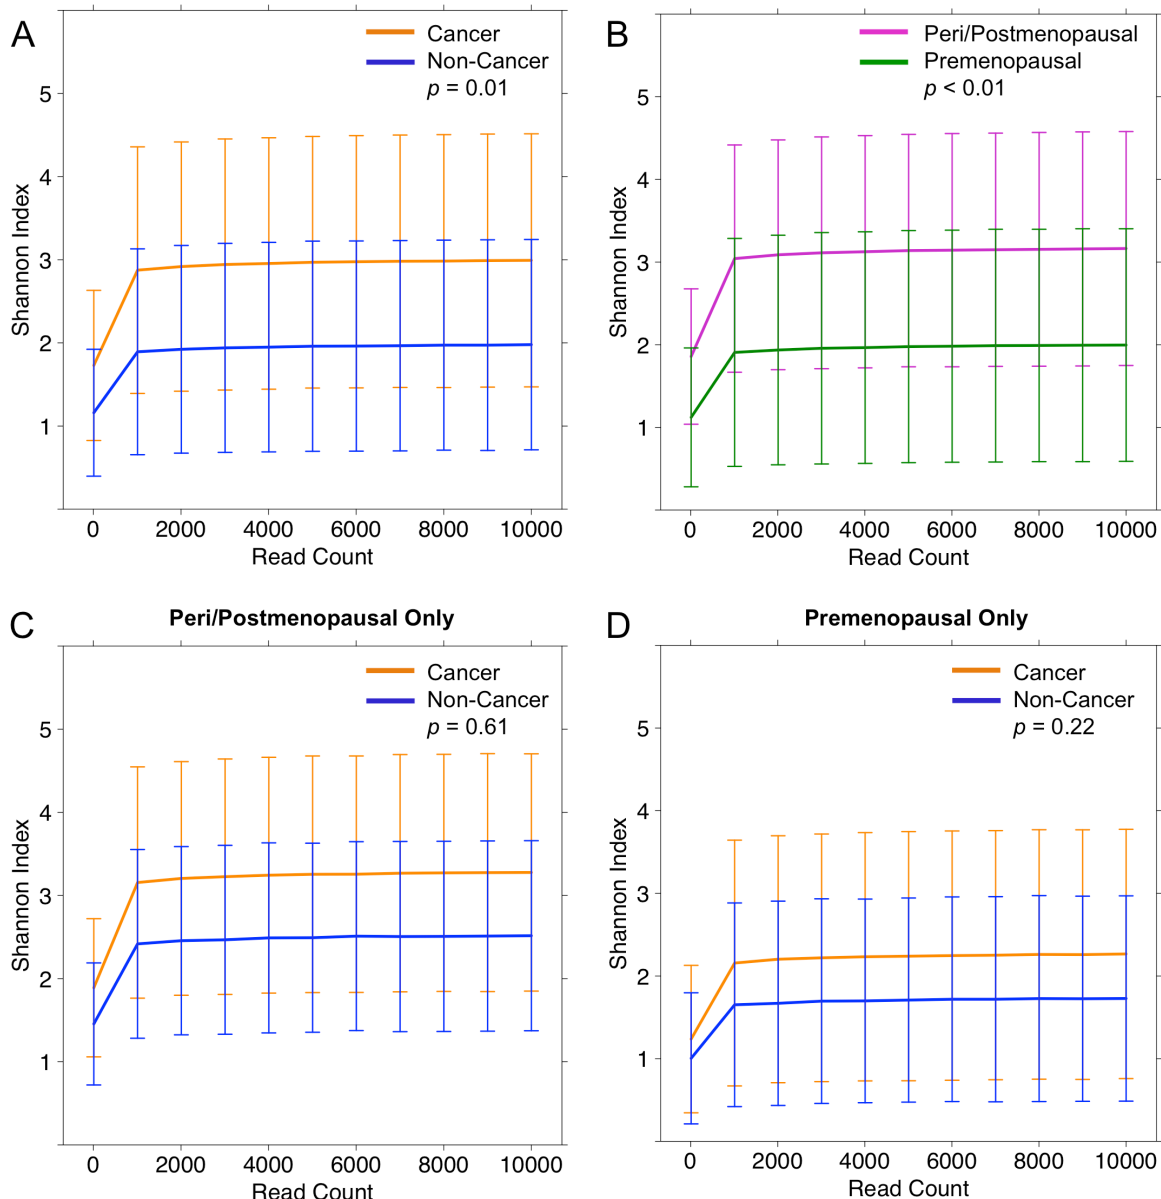 A
Cancer
Non-Cancer
p = 0.01
5
4
3
2
1
Shannon Index
0 2000 4000 6000 8000 10000
Read Count
B
Peri/Postmenopausal
Premenopausal
p < 0.01
5
4
3
2
1
Shannon Index
0 2000 4000 6000 8000 10000
Read Count
C
Peri/Postmenopausal Only
Cancer
Non-Cancer
p = 0.61
5
4
3
2
1
Shannon Index
0 2000 4000 6000 8000 10000
Read Count
D
Premenopausal Only
Cancer
Non-Cancer
p = 0.22
5
4
3
2
1
Shannon Index
0 2000 4000 6000 8000 10000
Read Count